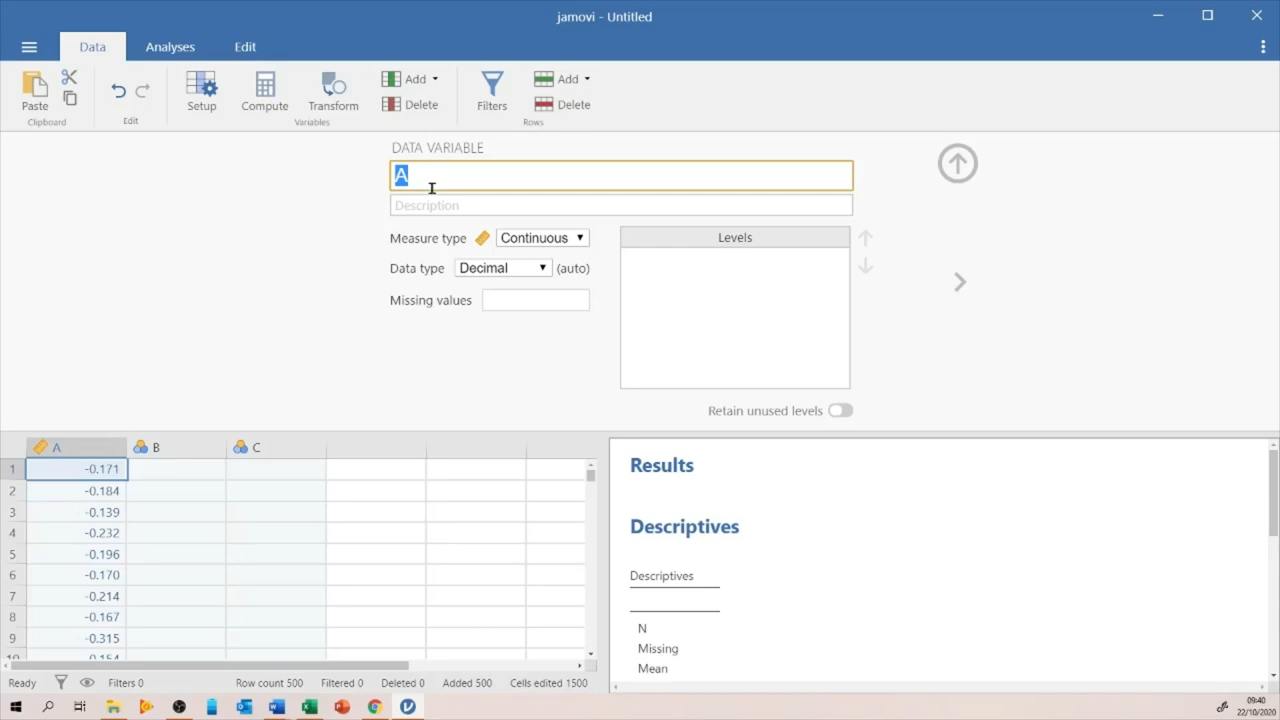 jamovi - Untitled
Data Analyses Edit
Paste Setup Compute Transform Add Delete Filters Add Delete
Clipboard Edit Variables Rows
DATA VARIABLE
A
Description
Measure type Continuous Levels
Data type Decimal (auto)
Missing values
Retain unused levels
A B C
1 -0.171
2 -0.184
3 -0.139
4 -0.232
5 -0.196
6 -0.170
7 -0.214
8 -0.167
9 -0.315
10 -0.154
Results
Descriptives
Descriptives
N
Missing
Mean
Ready Filters 0 Row count 500 Filtered 0 Deleted 0 Added 500 Cells edited 1500
09:40
22/10/2020